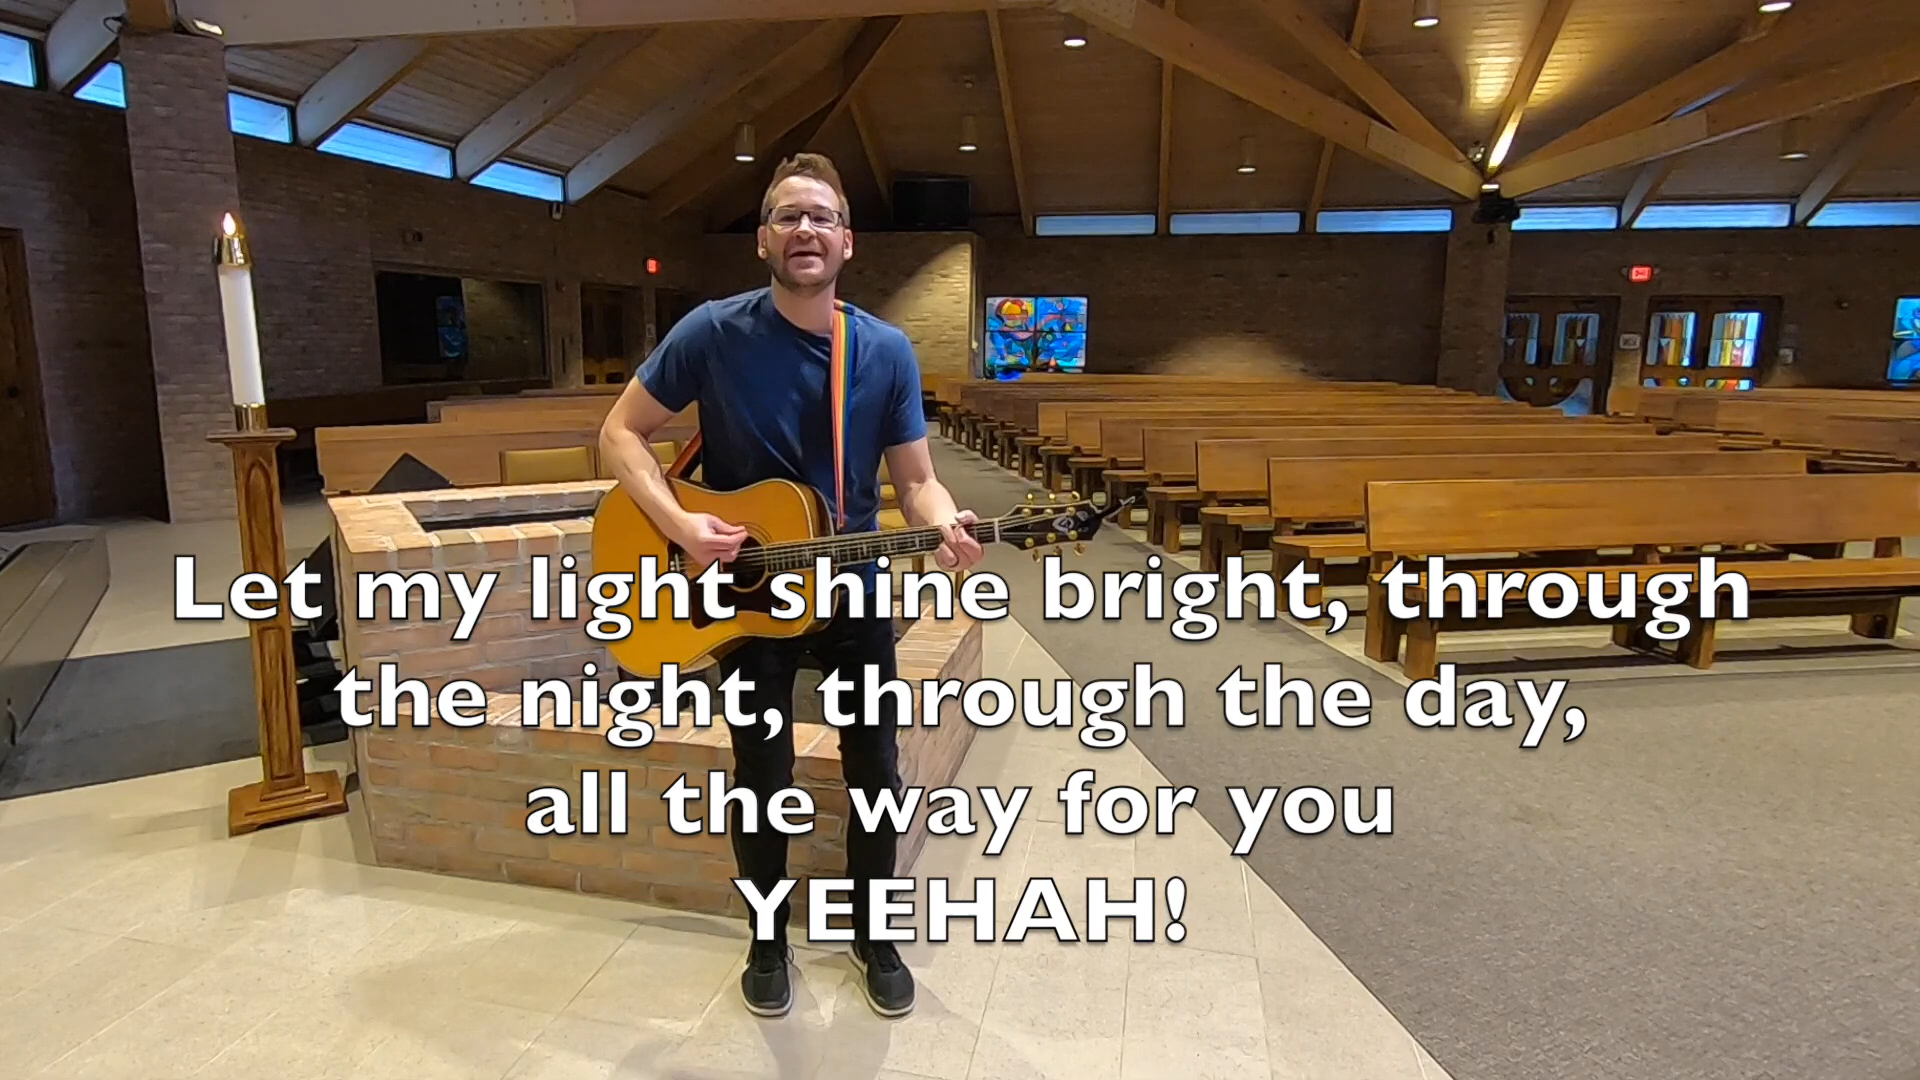 Let my light shine bright, through
the night, through the day,
all the way for you
YEEHAH!